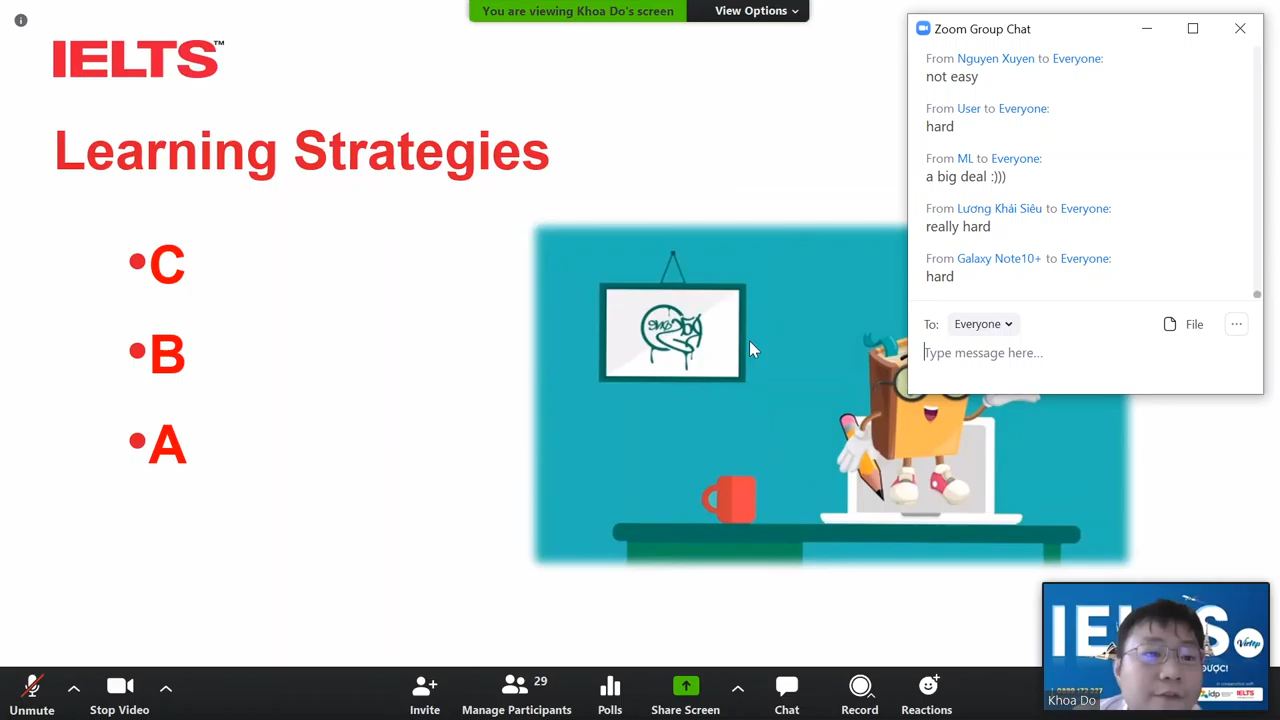 You are viewing Khoa Do's screen
View Options
IELTS™
Learning Strategies
•C
•B
•A
Zoom Group Chat
From Nguyen Xuyen to Everyone:
not easy
From User to Everyone:
hard
From ML to Everyone:
a big deal :)))
From Lương Khải Siêu to Everyone:
really hard
From Galaxy Note10+ to Everyone:
hard
To: Everyone
File
Type message here...
Khoa Do
idp
IELTS
Unmute
Stop Video
Invite
29
Manage Participants
Polls
Share Screen
Chat
Record
Reactions